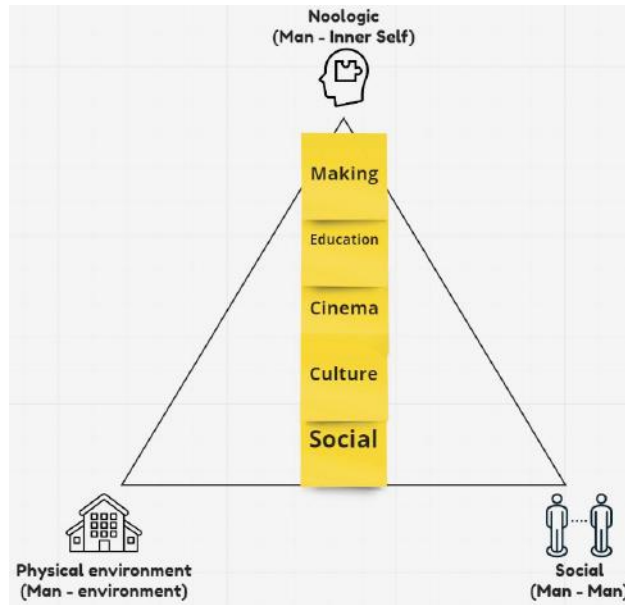 Noologic
(Man - Inner Self)
Making
Education
Cinema
Culture
Social
Physical environment
(Man - environment)
Social
(Man - Man)